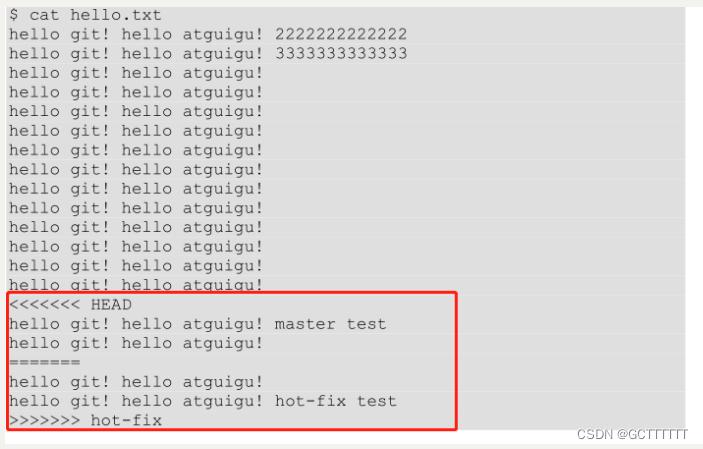 $ cat hello.txt
hello git! hello atguigu! 2222222222222
hello git! hello atguigu! 3333333333333
hello git! hello atguigu!
hello git! hello atguigu!
hello git! hello atguigu!
hello git! hello atguigu!
hello git! hello atguigu!
hello git! hello atguigu!
hello git! hello atguigu!
hello git! hello atguigu!
hello git! hello atguigu!
hello git! hello atguigu!
hello git! hello atguigu!
hello git! hello atguigu!
<<<<<<< HEAD
hello git! hello atguigu! master test
hello git! hello atguigu!
=======
hello git! hello atguigu!
hello git! hello atguigu! hot-fix test
>>>>>>> hot-fix
CSDN @GCTTTTTT